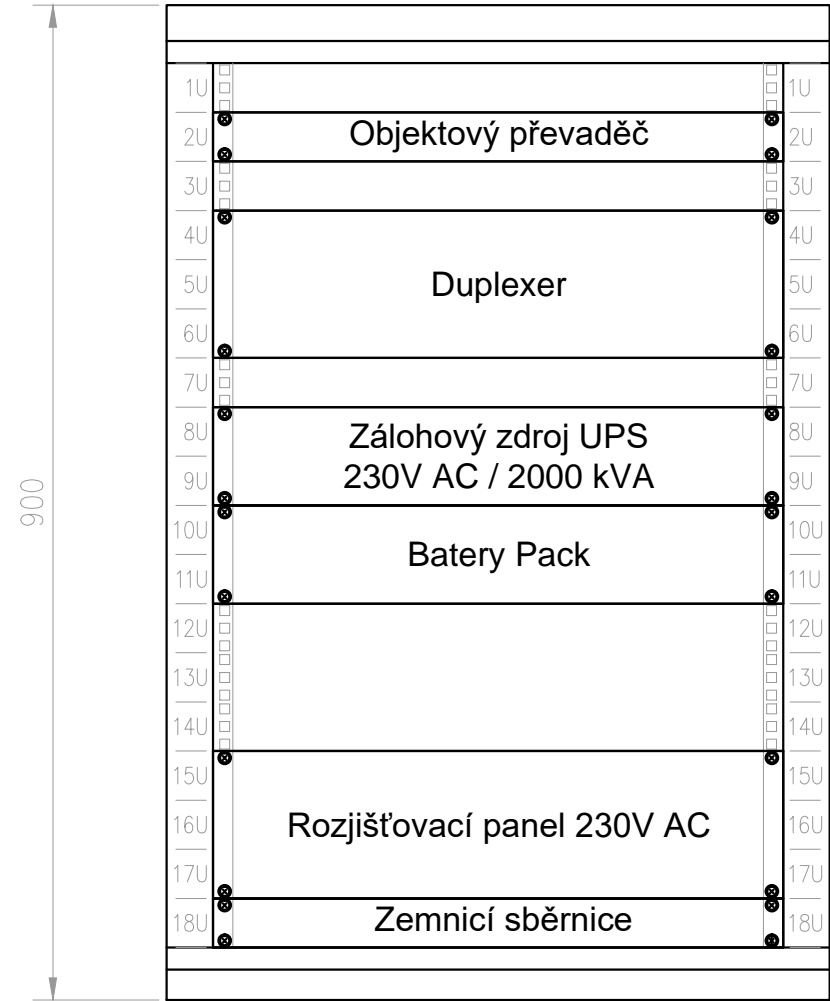 1U 1U
2U Objektový převaděč 2U
3U 3U
4U 4U
5U Duplexer 5U
6U 6U
7U 7U
8U Zálohový zdroj UPS 8U
9U 230V AC / 2000 kVA 9U
900
10U 10U
Batery Pack
11U 11U
12U 12U
13U 13U
14U 14U
15U 15U
16U Rozjišťovací panel 230V AC 16U
17U 17U
18U Zemnicí sběrnice 18U